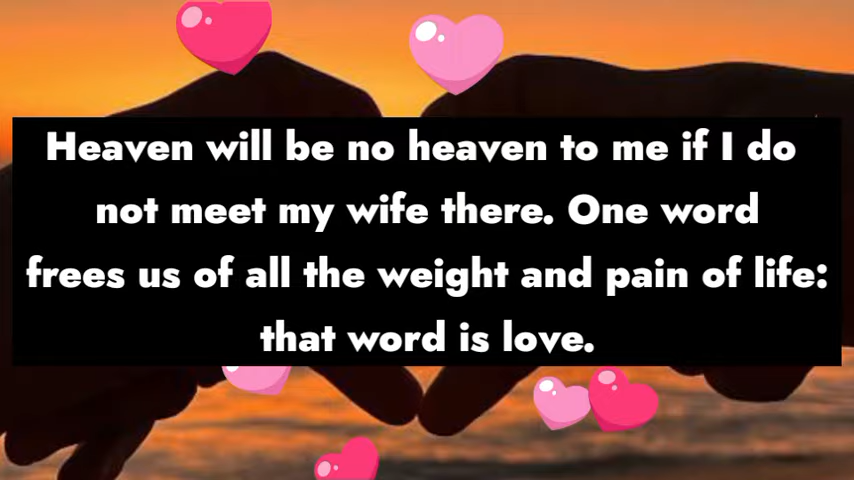 Heaven will be no heaven to me if I do
not meet my wife there. One word
frees us of all the weight and pain of life:
that word is love.